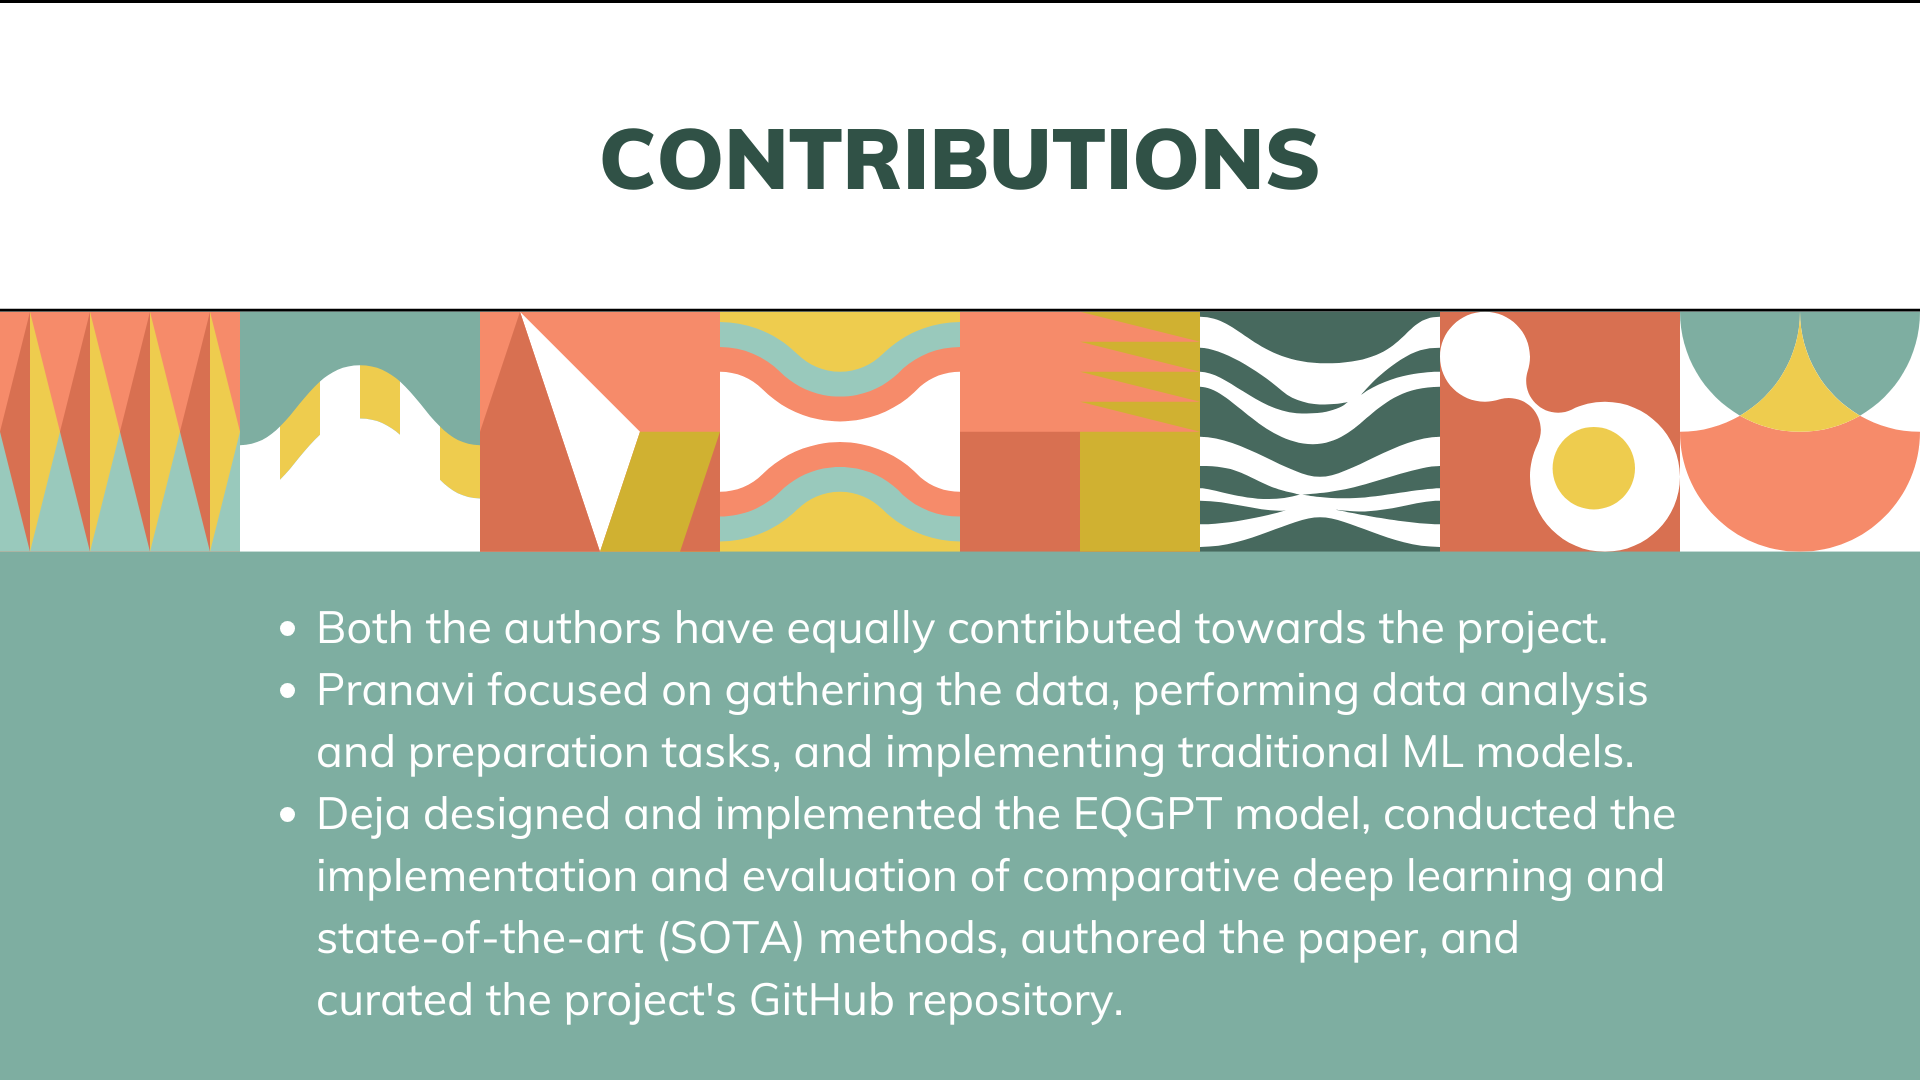 CONTRIBUTIONS
• Both the authors have equally contributed towards the project.
• Pranavi focused on gathering the data, performing data analysis
and preparation tasks, and implementing traditional ML models.
• Deja designed and implemented the EQGPT model, conducted the
implementation and evaluation of comparative deep learning and
state-of-the-art (SOTA) methods, authored the paper, and
curated the project's GitHub repository.